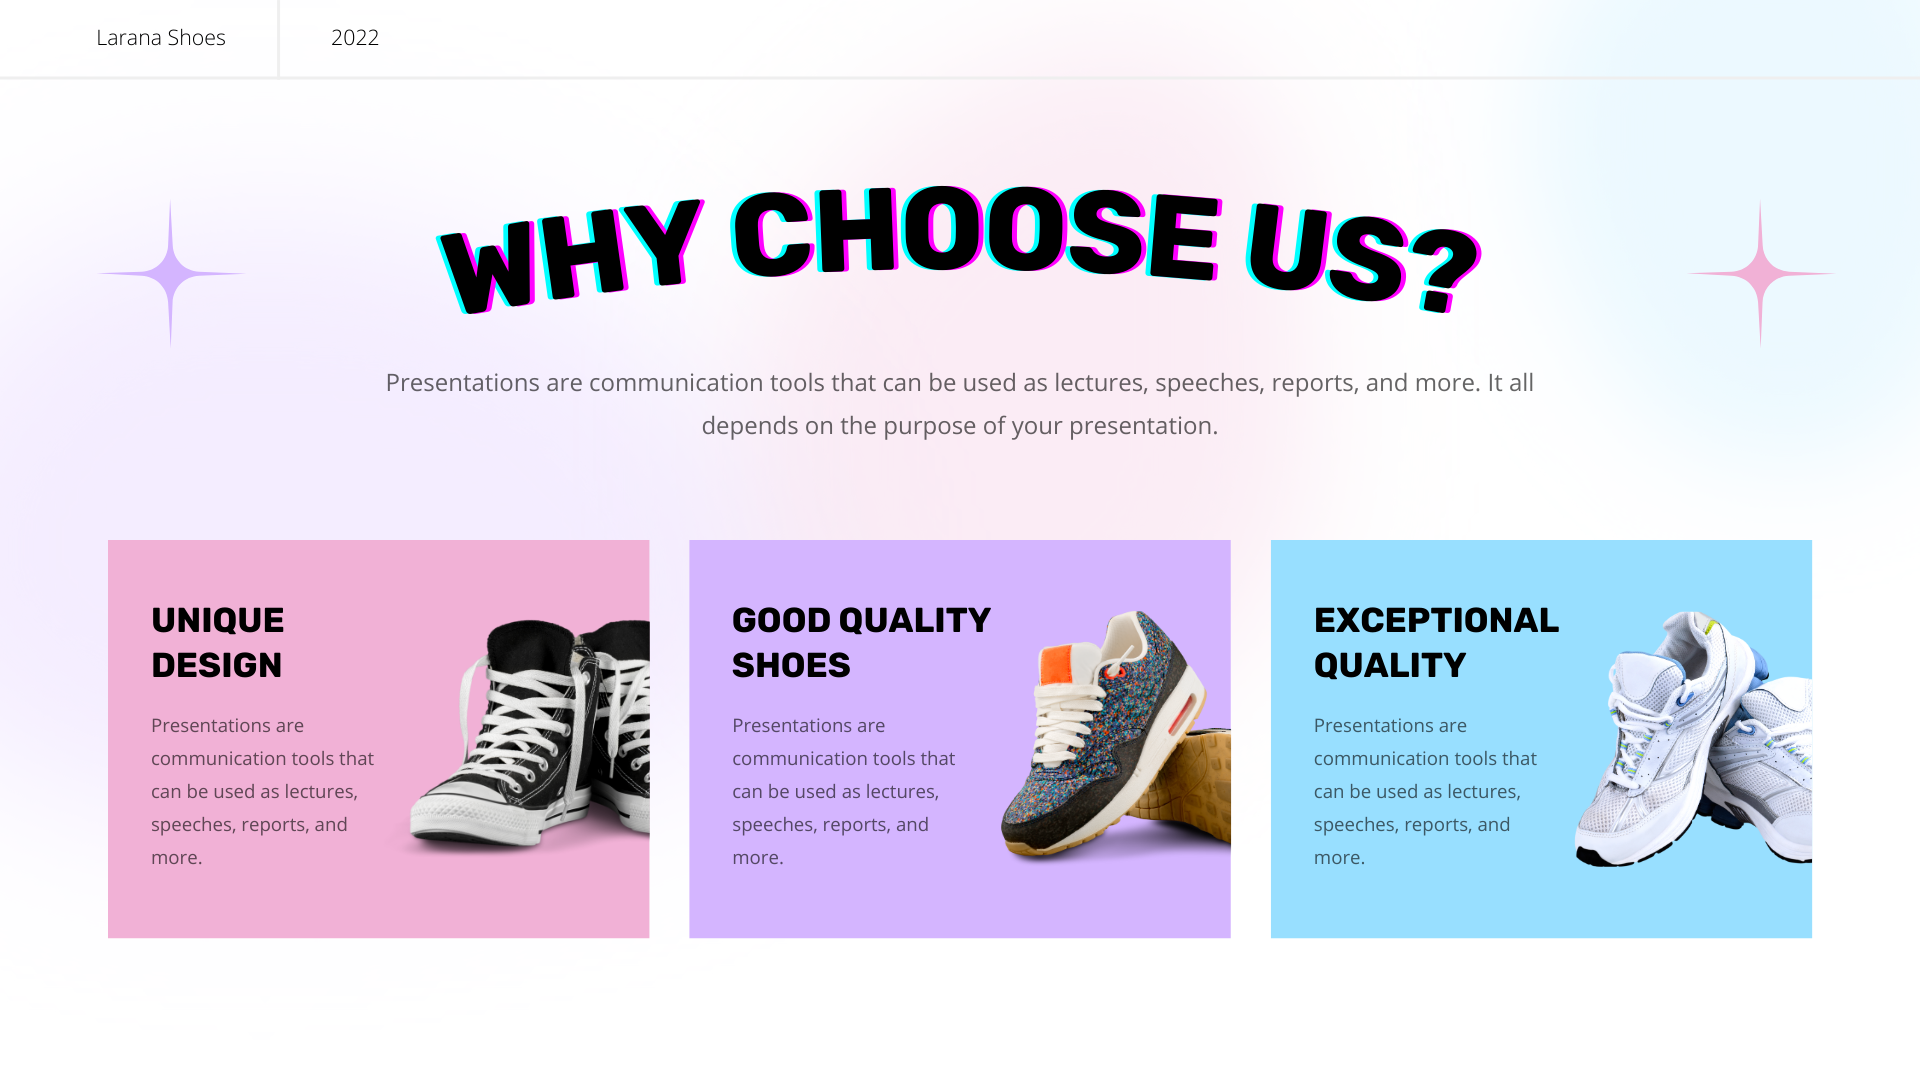 Larana Shoes
2022
WHY CHOOSE US?
Presentations are communication tools that can be used as lectures, speeches, reports, and more. It all
depends on the purpose of your presentation.
UNIQUE
DESIGN
Presentations are
communication tools that
can be used as lectures,
speeches, reports, and
more.
GOOD QUALITY
SHOES
Presentations are
communication tools that
can be used as lectures,
speeches, reports, and
more.
EXCEPTIONAL
QUALITY
Presentations are
communication tools that
can be used as lectures,
speeches, reports, and
more.